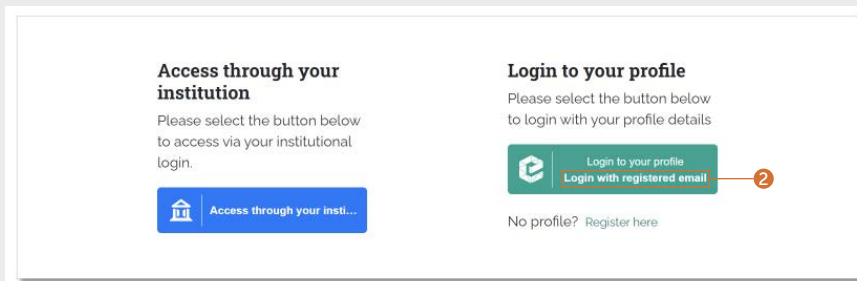 Access through your
institution
Please select the button below
to access via your institutional
login.
Access through your insti...
Login to your profile
Please select the button below
to login with your profile details
Login to your profile
Login with registered email
2
No profile? Register here